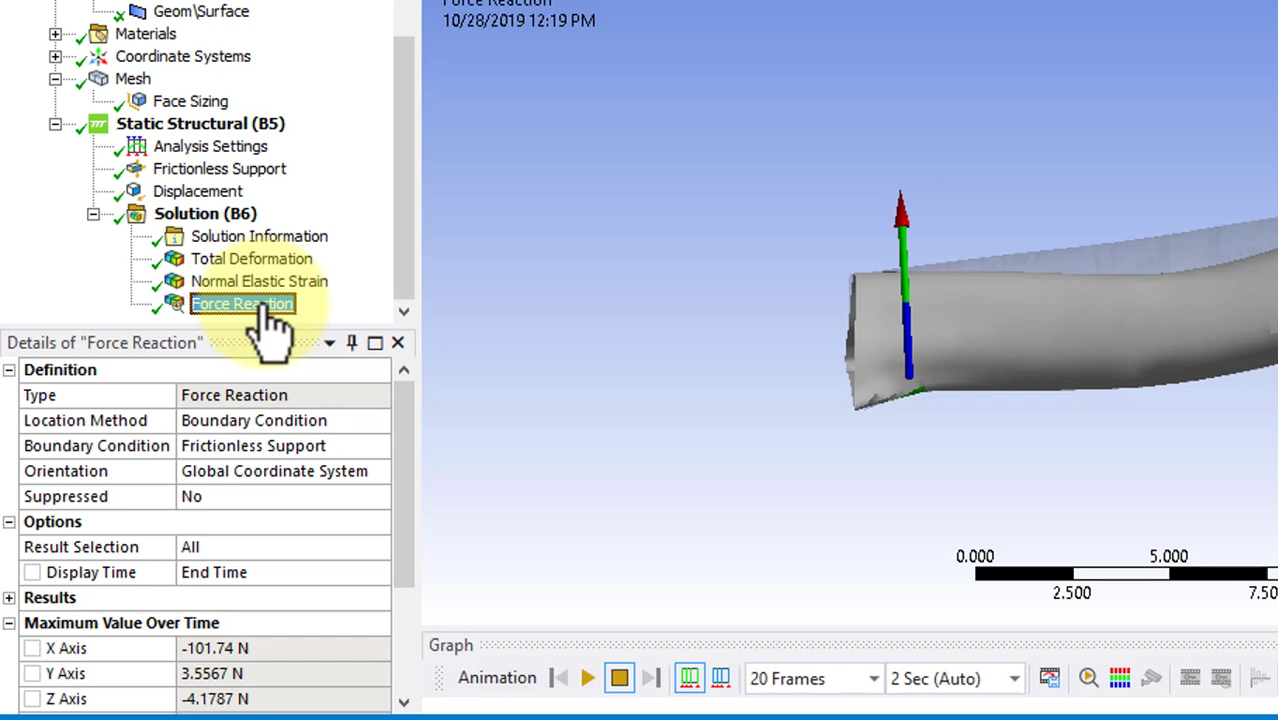 Geom\Surface
Materials
Coordinate Systems
Mesh
Face Sizing
Static Structural (B5)
Analysis Settings
Frictionless Support
Displacement
Solution (B6)
Solution Information
Total Deformation
Normal Elastic Strain
Force Reaction
Details of "Force Reaction"
Definition
Type Force Reaction
Location Method Boundary Condition
Boundary Condition Frictionless Support
Orientation Global Coordinate System
Suppressed No
Options
Result Selection All
Display Time End Time
Results
Maximum Value Over Time
X Axis -101.74 N
Y Axis 3.5567 N
Z Axis -4.1787 N
Force Reaction
10/28/2019 12:19 PM
0.000 5.000
2.500 7.50
Graph
Animation 20 Frames 2 Sec (Auto)